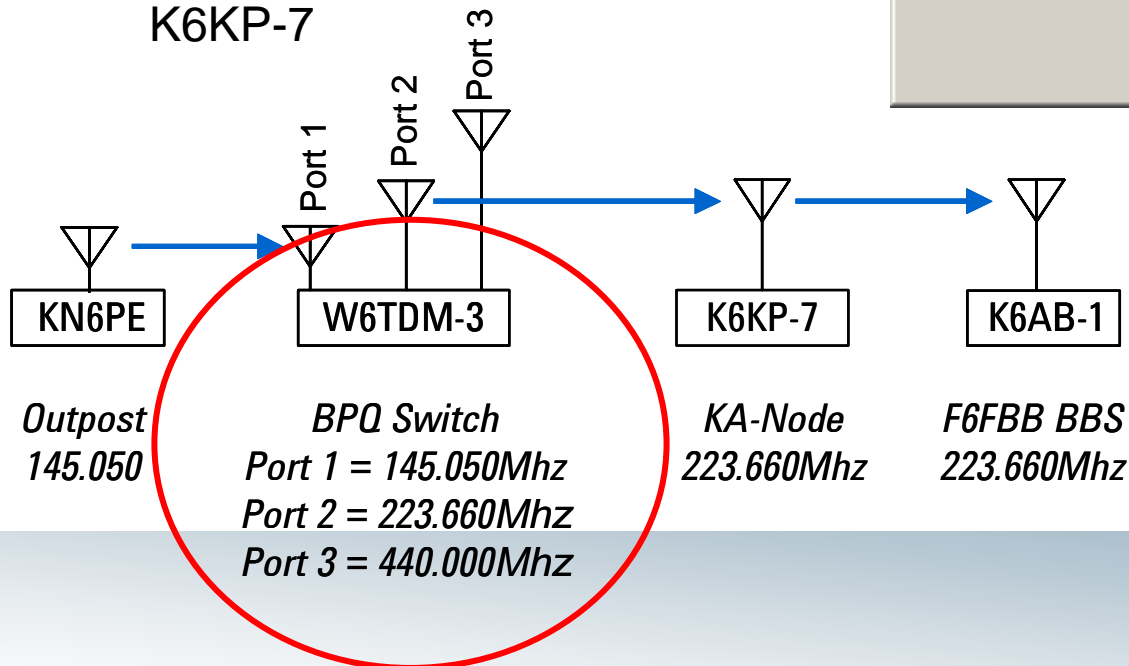 K6KP-7
Port 1
Port 2
Port 3
KN6PE
W6TDM-3
K6KP-7
K6AB-1
Outpost
145.050
BPQ Switch
Port 1 = 145.050Mhz
Port 2 = 223.660Mhz
Port 3 = 440.000Mhz
KA-Node
223.660Mhz
F6FBB BBS
223.660Mhz